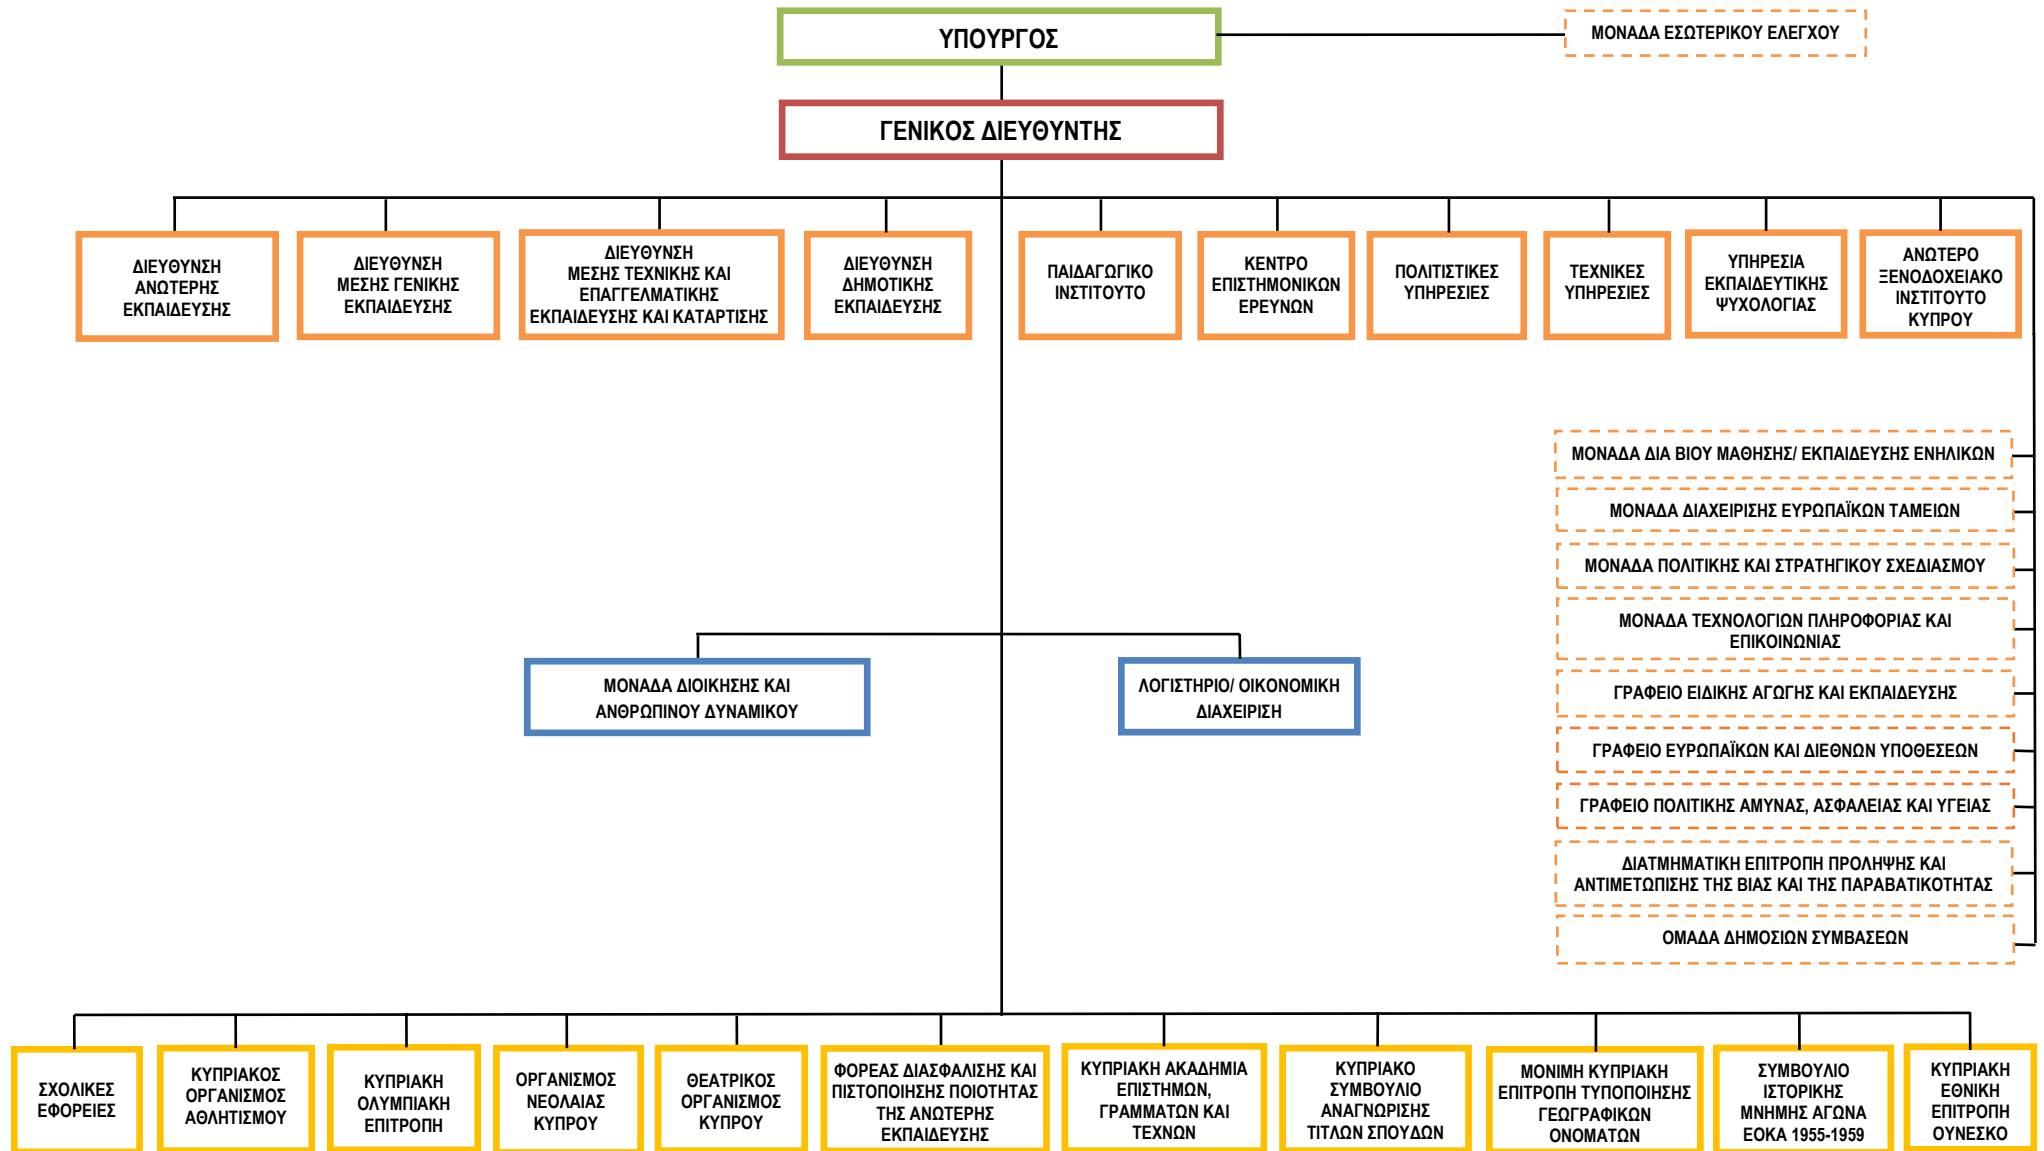 ΥΠΟΥΡΓΟΣ
ΜΟΝΑΔΑ ΕΣΩΤΕΡΙΚΟΥ ΕΛΕΓΧΟΥ
ΓΕΝΙΚΟΣ ΔΙΕΥΘΥΝΤΗΣ
ΔΙΕΥΘΥΝΣΗ
ΑΝΩΤΕΡΗΣ
ΕΚΠΑΙΔΕΥΣΗΣ
ΔΙΕΥΘΥΝΣΗ
ΜΕΣΗΣ ΓΕΝΙΚΗΣ
ΕΚΠΑΙΔΕΥΣΗΣ
ΔΙΕΥΘΥΝΣΗ
ΜΕΣΗΣ ΤΕΧΝΙΚΗΣ ΚΑΙ
ΕΠΑΓΓΕΛΜΑΤΙΚΗΣ
ΕΚΠΑΙΔΕΥΣΗΣ ΚΑΙ ΚΑΤΑΡΤΙΣΗΣ
ΔΙΕΥΘΥΝΣΗ
ΔΗΜΟΤΙΚΗΣ
ΕΚΠΑΙΔΕΥΣΗΣ
ΠΑΙΔΑΓΩΓΙΚΟ
ΙΝΣΤΙΤΟΥΤΟ
ΚΕΝΤΡΟ
ΕΠΙΣΤΗΜΟΝΙΚΩΝ
ΕΡΕΥΝΩΝ
ΠΟΛΙΤΙΣΤΙΚΕΣ
ΥΠΗΡΕΣΙΕΣ
ΤΕΧΝΙΚΕΣ
ΥΠΗΡΕΣΙΕΣ
ΥΠΗΡΕΣΙΑ
ΕΚΠΑΙΔΕΥΤΙΚΗΣ
ΨΥΧΟΛΟΓΙΑΣ
ΑΝΩΤΕΡΟ
ΞΕΝΟΔΟΧΕΙΑΚΟ
ΙΝΣΤΙΤΟΥΤΟ
ΚΥΠΡΟΥ
ΜΟΝΑΔΑ ΔΙΑ ΒΙΟΥ ΜΑΘΗΣΗΣ/ ΕΚΠΑΙΔΕΥΣΗΣ ΕΝΗΛΙΚΩΝ
ΜΟΝΑΔΑ ΔΙΑΧΕΙΡΙΣΗΣ ΕΥΡΩΠΑΪΚΩΝ ΤΑΜΕΙΩΝ
ΜΟΝΑΔΑ ΠΟΛΙΤΙΚΗΣ ΚΑΙ ΣΤΡΑΤΗΓΙΚΟΥ ΣΧΕΔΙΑΣΜΟΥ
ΜΟΝΑΔΑ ΤΕΧΝΟΛΟΓΙΩΝ ΠΛΗΡΟΦΟΡΙΑΣ ΚΑΙ
ΕΠΙΚΟΙΝΩΝΙΑΣ
ΓΡΑΦΕΙΟ ΕΙΔΙΚΗΣ ΑΓΩΓΗΣ ΚΑΙ ΕΚΠΑΙΔΕΥΣΗΣ
ΓΡΑΦΕΙΟ ΕΥΡΩΠΑΪΚΩΝ ΚΑΙ ΔΙΕΘΝΩΝ ΥΠΟΘΕΣΕΩΝ
ΓΡΑΦΕΙΟ ΠΟΛΙΤΙΚΗΣ ΑΜΥΝΑΣ, ΑΣΦΑΛΕΙΑΣ ΚΑΙ ΥΓΕΙΑΣ
ΔΙΑΤΜΗΜΑΤΙΚΗ ΕΠΙΤΡΟΠΗ ΠΡΟΛΗΨΗΣ ΚΑΙ
ΑΝΤΙΜΕΤΩΠΙΣΗΣ ΤΗΣ ΒΙΑΣ ΚΑΙ ΤΗΣ ΠΑΡΑΒΑΤΙΚΟΤΗΤΑΣ
ΟΜΑΔΑ ΔΗΜΟΣΙΩΝ ΣΥΜΒΑΣΕΩΝ
ΜΟΝΑΔΑ ΔΙΟΙΚΗΣΗΣ ΚΑΙ
ΑΝΘΡΩΠΙΝΟΥ ΔΥΝΑΜΙΚΟΥ
ΛΟΓΙΣΤΗΡΙΟ/ ΟΙΚΟΝΟΜΙΚΗ
ΔΙΑΧΕΙΡΙΣΗ
ΣΧΟΛΙΚΕΣ
ΕΦΟΡΕΙΕΣ
ΚΥΠΡΙΑΚΟΣ
ΟΡΓΑΝΙΣΜΟΣ
ΑΘΛΗΤΙΣΜΟΥ
ΚΥΠΡΙΑΚΗ
ΟΛΥΜΠΙΑΚΗ
ΕΠΙΤΡΟΠΗ
ΟΡΓΑΝΙΣΜΟΣ
ΝΕΟΛΑΙΑΣ
ΚΥΠΡΟΥ
ΘΕΑΤΡΙΚΟΣ
ΟΡΓΑΝΙΣΜΟΣ
ΚΥΠΡΟΥ
ΦΟΡΕΑΣ ΔΙΑΣΦΑΛΙΣΗΣ ΚΑΙ
ΠΙΣΤΟΠΟΙΗΣΗΣ ΠΟΙΟΤΗΤΑΣ
ΤΗΣ ΑΝΩΤΕΡΗΣ
ΕΚΠΑΙΔΕΥΣΗΣ
ΚΥΠΡΙΑΚΗ ΑΚΑΔΗΜΙΑ
ΕΠΙΣΤΗΜΩΝ,
ΓΡΑΜΜΑΤΩΝ ΚΑΙ
ΤΕΧΝΩΝ
ΚΥΠΡΙΑΚΟ
ΣΥΜΒΟΥΛΙΟ
ΑΝΑΓΝΩΡΙΣΗΣ
ΤΙΤΛΩΝ ΣΠΟΥΔΩΝ
ΜΟΝΙΜΗ ΚΥΠΡΙΑΚΗ
ΕΠΙΤΡΟΠΗ ΤΥΠΟΠΟΙΗΣΗΣ
ΓΕΩΓΡΑΦΙΚΩΝ
ΟΝΟΜΑΤΩΝ
ΣΥΜΒΟΥΛΙΟ
ΙΣΤΟΡΙΚΗΣ
ΜΝΗΜΗΣ ΑΓΩΝΑ
ΕΟΚΑ 1955-1959
ΚΥΠΡΙΑΚΗ
ΕΘΝΙΚΗ
ΕΠΙΤΡΟΠΗ
ΟΥΝΕΣΚΟ